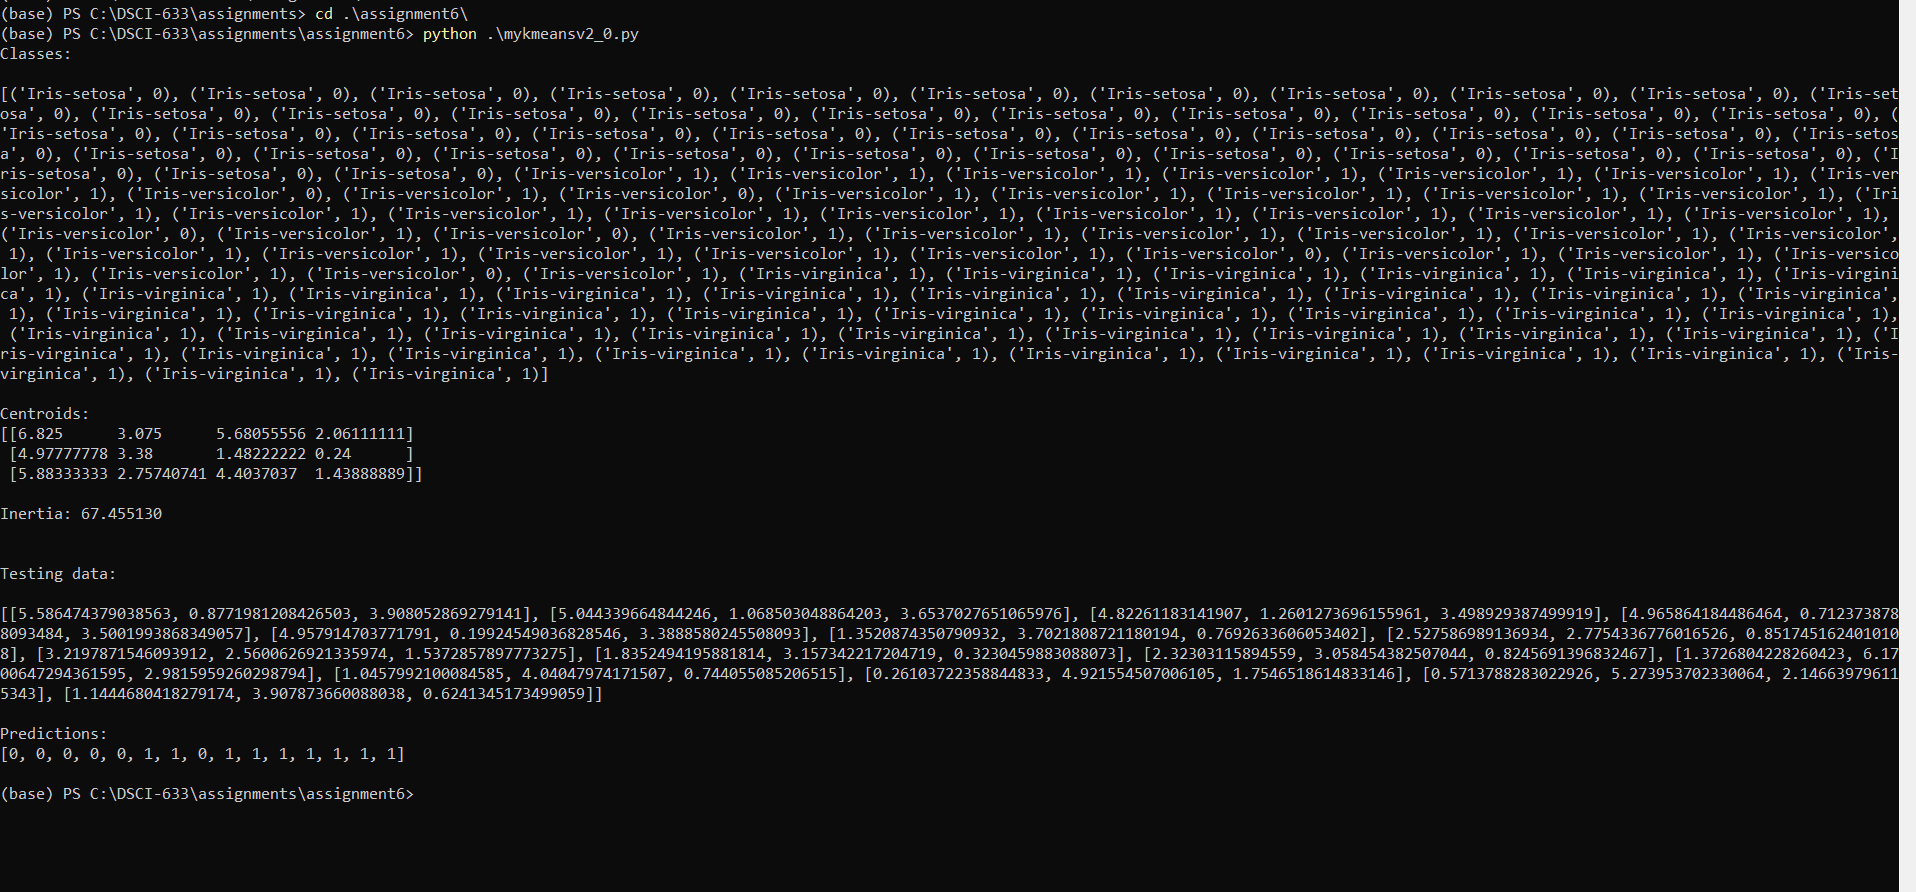 (base) PS C:\DSCI-633\assignments> cd .\assignment6\
(base) PS C:\DSCI-633\assignments\assignment6> python .\mykmeansv2_0.py
Classes:
[('Iris-setosa', 0), ('Iris-setosa', 0), ('Iris-setosa', 0), ('Iris-setosa', 0), ('Iris-setosa', 0), ('Iris-setosa', 0), ('Iris-setosa', 0), ('Iris-setosa', 0), ('Iris-setosa', 0), ('Iris-setosa', 0), ('Iris-set
osa', 0), ('Iris-setosa', 0), ('Iris-setosa', 0), ('Iris-setosa', 0), ('Iris-setosa', 0), ('Iris-setosa', 0), ('Iris-setosa', 0), ('Iris-setosa', 0), ('Iris-setosa', 0), ('Iris-setosa', 0), ('Iris-setosa', 0), (
'Iris-setosa', 0), ('Iris-setosa', 0), ('Iris-setosa', 0), ('Iris-setosa', 0), ('Iris-setosa', 0), ('Iris-setosa', 0), ('Iris-setosa', 0), ('Iris-setosa', 0), ('Iris-setosa', 0), ('Iris-setosa', 0), ('Iris-setos
a', 0), ('Iris-setosa', 0), ('Iris-setosa', 0), ('Iris-setosa', 0), ('Iris-setosa', 0), ('Iris-setosa', 0), ('Iris-setosa', 0), ('Iris-setosa', 0), ('Iris-setosa', 0), ('Iris-setosa', 0), ('Iris-setosa', 0), ('I
ris-setosa', 0), ('Iris-setosa', 0), ('Iris-setosa', 0), ('Iris-versicolor', 1), ('Iris-versicolor', 1), ('Iris-versicolor', 1), ('Iris-versicolor', 1), ('Iris-versicolor', 1), ('Iris-versicolor', 1), ('Iris-ver
sicolor', 1), ('Iris-versicolor', 0), ('Iris-versicolor', 1), ('Iris-versicolor', 0), ('Iris-versicolor', 1), ('Iris-versicolor', 1), ('Iris-versicolor', 1), ('Iris-versicolor', 1), ('Iris-versicolor', 1), ('Iri
s-versicolor', 1), ('Iris-versicolor', 1), ('Iris-versicolor', 1), ('Iris-versicolor', 1), ('Iris-versicolor', 1), ('Iris-versicolor', 1), ('Iris-versicolor', 1), ('Iris-versicolor', 1), ('Iris-versicolor', 1),
('Iris-versicolor', 0), ('Iris-versicolor', 1), ('Iris-versicolor', 0), ('Iris-versicolor', 1), ('Iris-versicolor', 1), ('Iris-versicolor', 1), ('Iris-versicolor', 1), ('Iris-versicolor', 1), ('Iris-versicolor',
1), ('Iris-versicolor', 1), ('Iris-versicolor', 1), ('Iris-versicolor', 1), ('Iris-versicolor', 1), ('Iris-versicolor', 1), ('Iris-versicolor', 0), ('Iris-versicolor', 1), ('Iris-versicolor', 1), ('Iris-versico
lor', 1), ('Iris-versicolor', 1), ('Iris-versicolor', 0), ('Iris-versicolor', 1), ('Iris-virginica', 1), ('Iris-virginica', 1), ('Iris-virginica', 1), ('Iris-virginica', 1), ('Iris-virginica', 1), ('Iris-virgini
ca', 1), ('Iris-virginica', 1), ('Iris-virginica', 1), ('Iris-virginica', 1), ('Iris-virginica', 1), ('Iris-virginica', 1), ('Iris-virginica', 1), ('Iris-virginica', 1), ('Iris-virginica', 1), ('Iris-virginica',
1), ('Iris-virginica', 1), ('Iris-virginica', 1), ('Iris-virginica', 1), ('Iris-virginica', 1), ('Iris-virginica', 1), ('Iris-virginica', 1), ('Iris-virginica', 1), ('Iris-virginica', 1), ('Iris-virginica', 1),
('Iris-virginica', 1), ('Iris-virginica', 1), ('Iris-virginica', 1), ('Iris-virginica', 1), ('Iris-virginica', 1), ('Iris-virginica', 1), ('Iris-virginica', 1), ('Iris-virginica', 1), ('Iris-virginica', 1), ('I
ris-virginica', 1), ('Iris-virginica', 1), ('Iris-virginica', 1), ('Iris-virginica', 1), ('Iris-virginica', 1), ('Iris-virginica', 1), ('Iris-virginica', 1), ('Iris-virginica', 1), ('Iris-virginica', 1), ('Iris-
virginica', 1), ('Iris-virginica', 1), ('Iris-virginica', 1)]
Centroids:
[[6.825 3.075 5.68055556 2.06111111]
[4.97777778 3.38 1.48222222 0.24 ]
[5.88333333 2.75740741 4.4037037 1.43888889]]
Inertia: 67.455130
Testing data:
[[5.586474379038563, 0.8771981208426503, 3.908052869279141], [5.044339664844246, 1.068503048864203, 3.6537027651065976], [4.82261183141907, 1.2601273696155961, 3.498929387499919], [4.965864184486464, 0.712373878
8093484, 3.5001993868349057], [4.957914703771791, 0.19924549036828546, 3.3888580245508093], [1.3520874350790932, 3.7021808721180194, 0.7692633606053402], [2.527586989136934, 2.7754336776016526, 0.851745162401010
8], [3.2197871546093912, 2.5600626921335974, 1.5372857897773275], [1.8352494195881814, 3.157342217204719, 0.3230459883088073], [2.32303115894559, 3.058454382507044, 0.8245691396832467], [1.3726804228260423, 6.17
00647294361595, 2.9815959260298794], [1.0457992100084585, 4.04047974171507, 0.744055085206515], [0.26103722358844833, 4.921554507006105, 1.7546518614833146], [0.5713788283022926, 5.273953702330064, 2.14663979611
5343], [1.1444680418279174, 3.907873660088038, 0.6241345173499059]]
Predictions:
[0, 0, 0, 0, 0, 1, 1, 0, 1, 1, 1, 1, 1, 1, 1]
(base) PS C:\DSCI-633\assignments\assignment6>